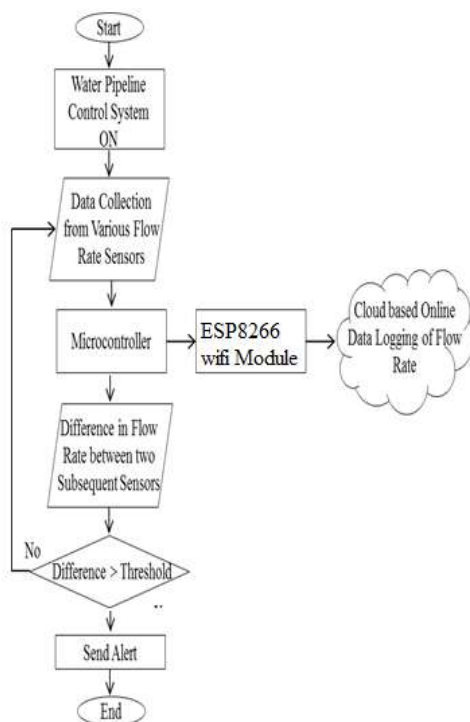 Start
Water Pipeline
Control System
ON
Data Collection
from Various Flow
Rate Sensors
Microcontroller
ESP8266
wifi Module
Cloud based Online
Data Logging of Flow
Rate
Difference in Flow
Rate between two
Subsequent Sensors
No
Difference > Threshold
Send Alert
End